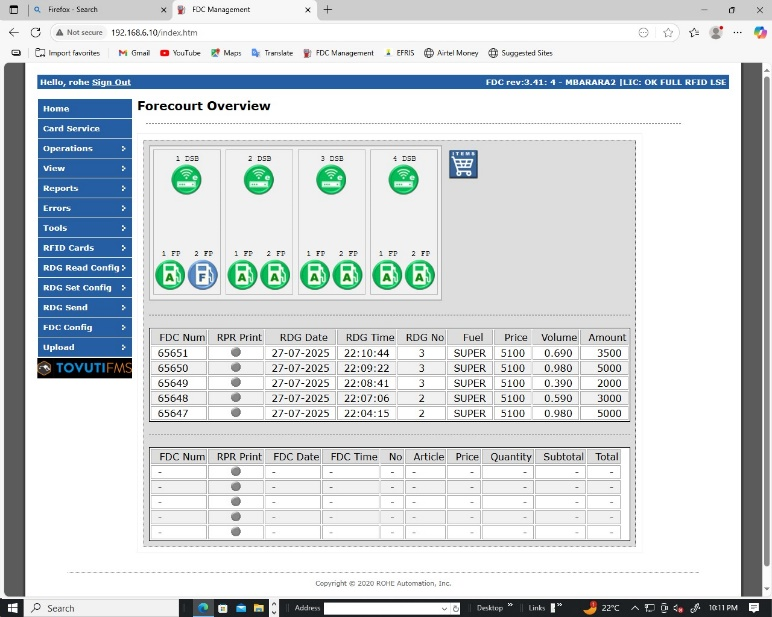 Firefox - Search
FDC Management
Not secure 192.168.6.10/index.htm
Import favorites Gmail YouTube Maps Translate FDC Management EFRIS Airtel Money Suggested Sites
Hello, rohe Sign Out FDC rev:3.41: 4 - MBARARA2 |LIC: OK FULL RFID LSE
Home
Card Service
Operations
View
Reports
Errors
Tools
RFID Cards
RDG Read Config
RDG Set Config
RDG Send
FDC Config
Upload
TOVUTIFMS
Forecourt Overview
1 DSB 2 DSB 3 DSB 4 DSB
ITEMS
1 FP 2 FP 1 FP 2 FP 1 FP 2 FP 1 FP 2 FP
A F A A A A A A
FDC Num RPR Print RDG Date RDG Time RDG No Fuel Price Volume Amount
65651 27-07-2025 22:10:44 3 SUPER 5100 0.690 3500
65650 27-07-2025 22:09:22 3 SUPER 5100 0.980 5000
65649 27-07-2025 22:08:41 3 SUPER 5100 0.390 2000
65648 27-07-2025 22:07:06 2 SUPER 5100 0.590 3000
65647 27-07-2025 22:04:15 2 SUPER 5100 0.980 5000
FDC Num RPR Print FDC Date FDC Time No Article Price Quantity Subtotal Total
- - - - - - - - -
- - - - - - - - -
- - - - - - - - -
- - - - - - - - -
- - - - - - - - -
Copyright © 2020 ROHE Automation, Inc.
Search Address Desktop » Links » 22°C 10:11 PM